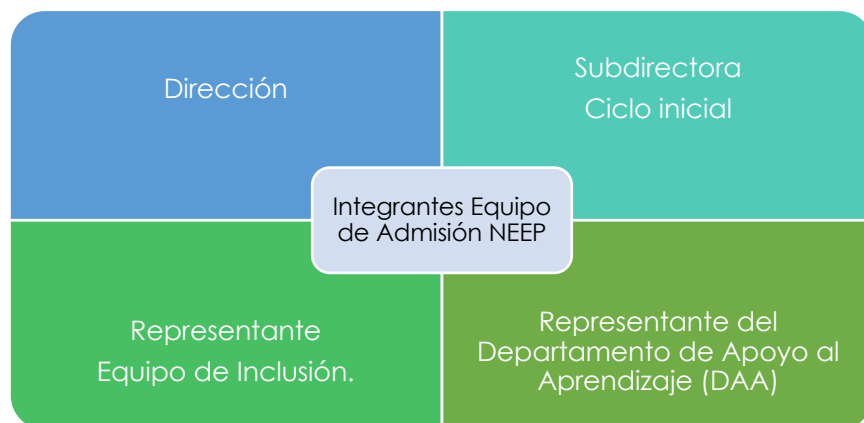 Dirección
Subdirectora
Ciclo inicial
Integrantes Equipo
de Admisión NEEP
Representante
Equipo de Inclusión.
Representante del
Departamento de Apoyo al
Aprendizaje (DAA)